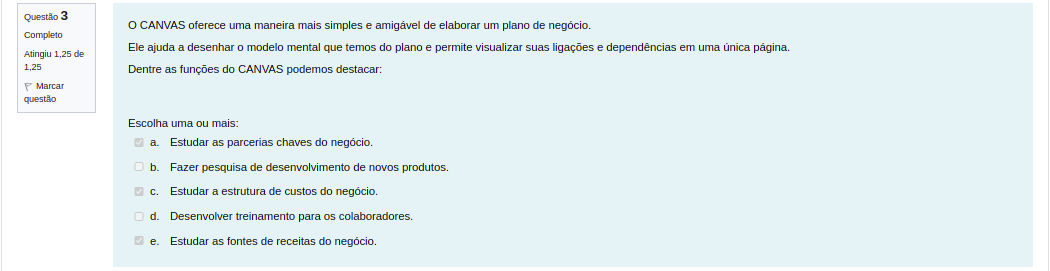 Questão 3
Completo
Atingiu 1,25 de
1,25
Marcar
questão
O CANVAS oferece uma maneira mais simples e amigável de elaborar um plano de negócio.
Ele ajuda a desenhar o modelo mental que temos do plano e permite visualizar suas ligações e dependências em uma única página.
Dentre as funções do CANVAS podemos destacar:
Escolha uma ou mais:
a. Estudar as parcerias chaves do negócio.
b. Fazer pesquisa de desenvolvimento de novos produtos.
c. Estudar a estrutura de custos do negócio.
d. Desenvolver treinamento para os colaboradores.
e. Estudar as fontes de receitas do negócio.